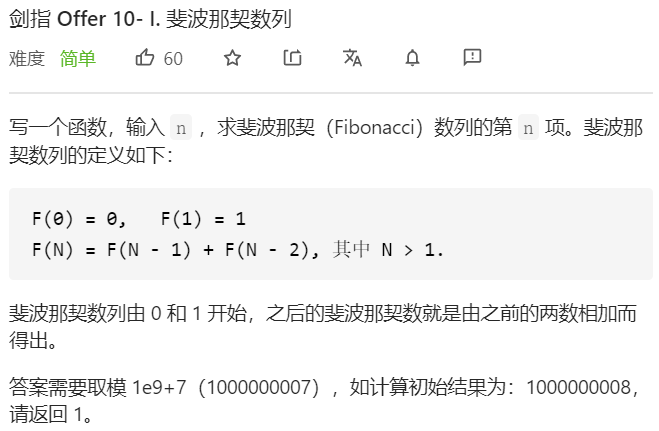 剑指 Offer 10- I. 斐波那契数列
难度 简单 60
写一个函数，输入 n ，求斐波那契（Fibonacci）数列的第 n 项。斐波那
契数列的定义如下：
F(0) = 0,   F(1) = 1
F(N) = F(N - 1) + F(N - 2), 其中 N > 1.
斐波那契数列由 0 和 1 开始，之后的斐波那契数就是由之前的两数相加而
得出。
答案需要取模 1e9+7（1000000007），如计算初始结果为：1000000008，
请返回 1。